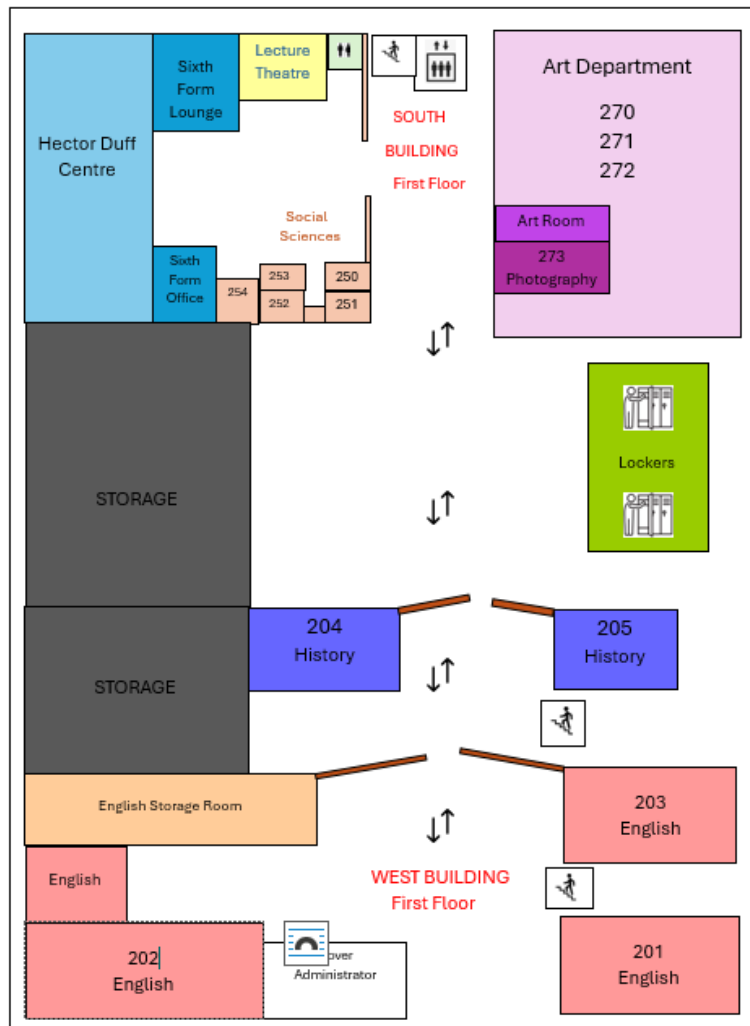 Hector Duff
Centre
Sixth
Form
Lounge
Lecture
Theatre
SOUTH
BUILDING
First Floor
Art Department
270
271
272
Art Room
273
Photography
Social
Sciences
Sixth
Form
Office
254
253
252
250
251
STORAGE
Lockers
204
History
205
History
STORAGE
English Storage Room
203
English
English
WEST BUILDING
First Floor
202
English
over
Administrator
201
English